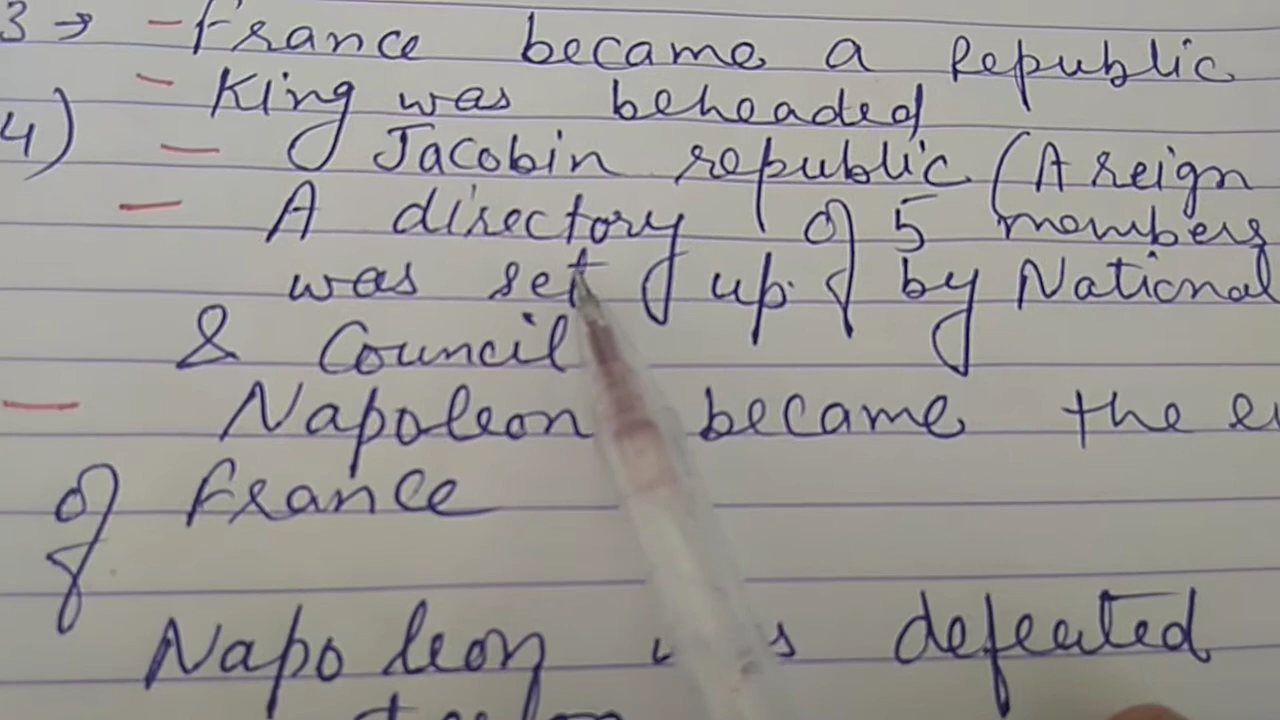 3 → - France became a Republic
- King was beheaded
4) - Jacobin republic (A reign
- A directory of 5 members
was set up by National
& Council
- Napoleon became the
of France
Napoleon defeated